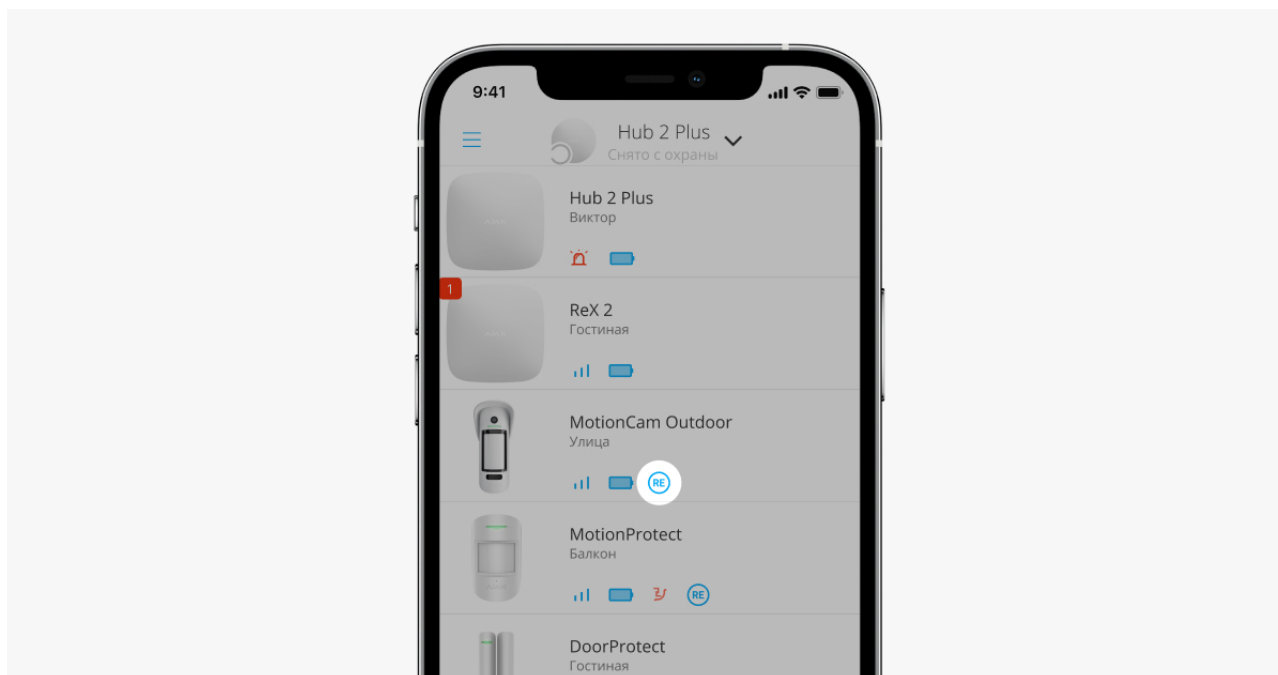 9:41
Hub 2 Plus
Снято с охраны
Hub 2 Plus
Виктор
1
ReX 2
Гостиная
MotionCam Outdoor
Улица
RE
MotionProtect
Балкон
RE
DoorProtect
Гостиная